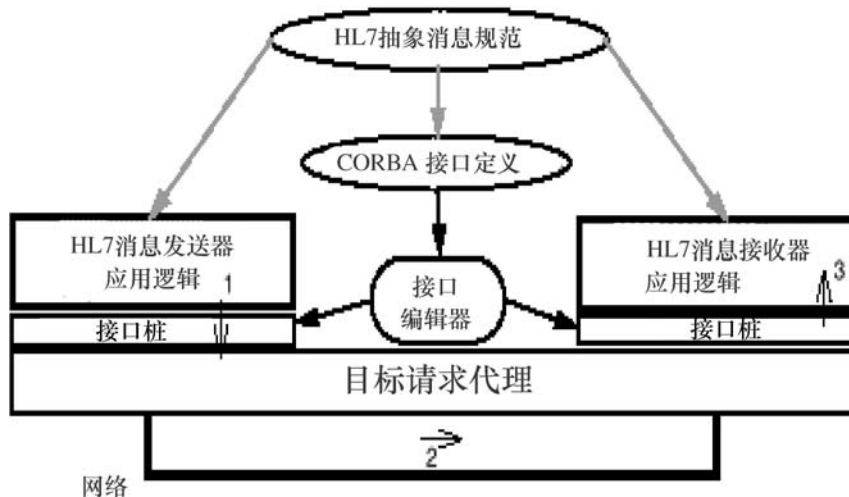 HL7抽象消息规范
CORBA 接口定义
HL7消息发送器
应用逻辑
1
接口桩
接口
编辑器
HL7消息接收器
应用逻辑
3
接口桩
目标请求代理
2
网络